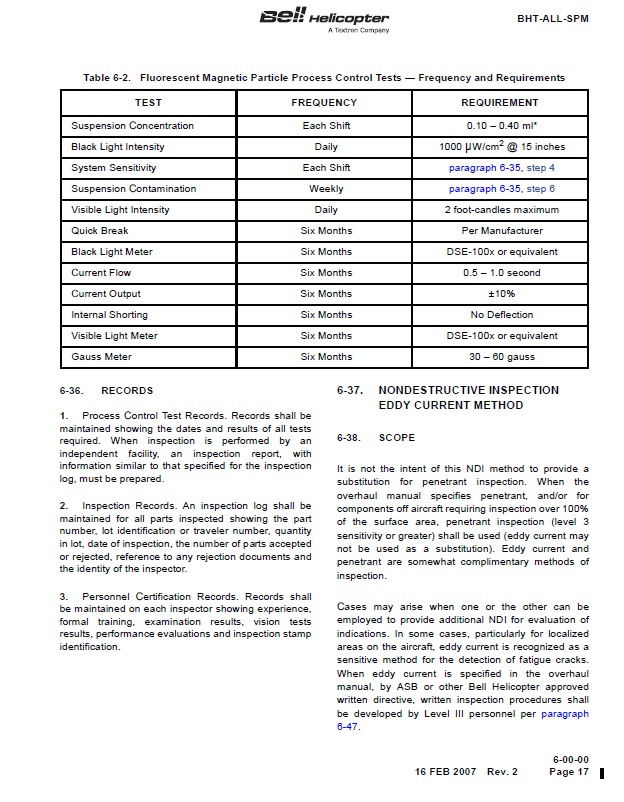 Bell Helicopter
A Textron Company
BHT-ALL-SPM
Table 6-2. Fluorescent Magnetic Particle Process Control Tests — Frequency and Requirements
TEST FREQUENCY REQUIREMENT
Suspension Concentration Each Shift 0.10 – 0.40 ml*
Black Light Intensity Daily 1000 µW/cm² @ 15 inches
System Sensitivity Each Shift paragraph 6-35, step 4
Suspension Contamination Weekly paragraph 6-35, step 6
Visible Light Intensity Daily 2 foot-candles maximum
Quick Break Six Months Per Manufacturer
Black Light Meter Six Months DSE-100x or equivalent
Current Flow Six Months 0.5 – 1.0 second
Current Output Six Months ±10%
Internal Shorting Six Months No Deflection
Visible Light Meter Six Months DSE-100x or equivalent
Gauss Meter Six Months 30 – 60 gauss
6-36. RECORDS
1. Process Control Test Records. Records shall be
maintained showing the dates and results of all tests
required. When inspection is performed by an
independent facility, an inspection report, with
information similar to that specified for the inspection
log, must be prepared.
2. Inspection Records. An inspection log shall be
maintained for all parts inspected showing the part
number, lot identification or traveler number, quantity
in lot, date of inspection, the number of parts accepted
or rejected, reference to any rejection documents and
the identity of the inspector.
3. Personnel Certification Records. Records shall
be maintained on each inspector showing experience,
formal training, examination results, vision tests
results, performance evaluations and inspection stamp
identification.
6-37. NONDESTRUCTIVE INSPECTION
EDDY CURRENT METHOD
6-38. SCOPE
It is not the intent of this NDI method to provide a
substitution for penetrant inspection. When the
overhaul manual specifies penetrant, and/or for
components off aircraft requiring inspection over 100%
of the surface area, penetrant inspection (level 3
sensitivity or greater) shall be used (eddy current may
not be used as a substitution). Eddy current and
penetrant are somewhat complimentary methods of
inspection.
Cases may arise when one or the other can be
employed to provide additional NDI for evaluation of
indications. In some cases, particularly for localized
areas on the aircraft, eddy current is recognized as a
sensitive method for the detection of fatigue cracks.
When eddy current is specified in the overhaul
manual, by ASB or other Bell Helicopter approved
written directive, written inspection procedures shall
be developed by Level III personnel per paragraph
6-47.
6-00-00
16 FEB 2007 Rev. 2 Page 17